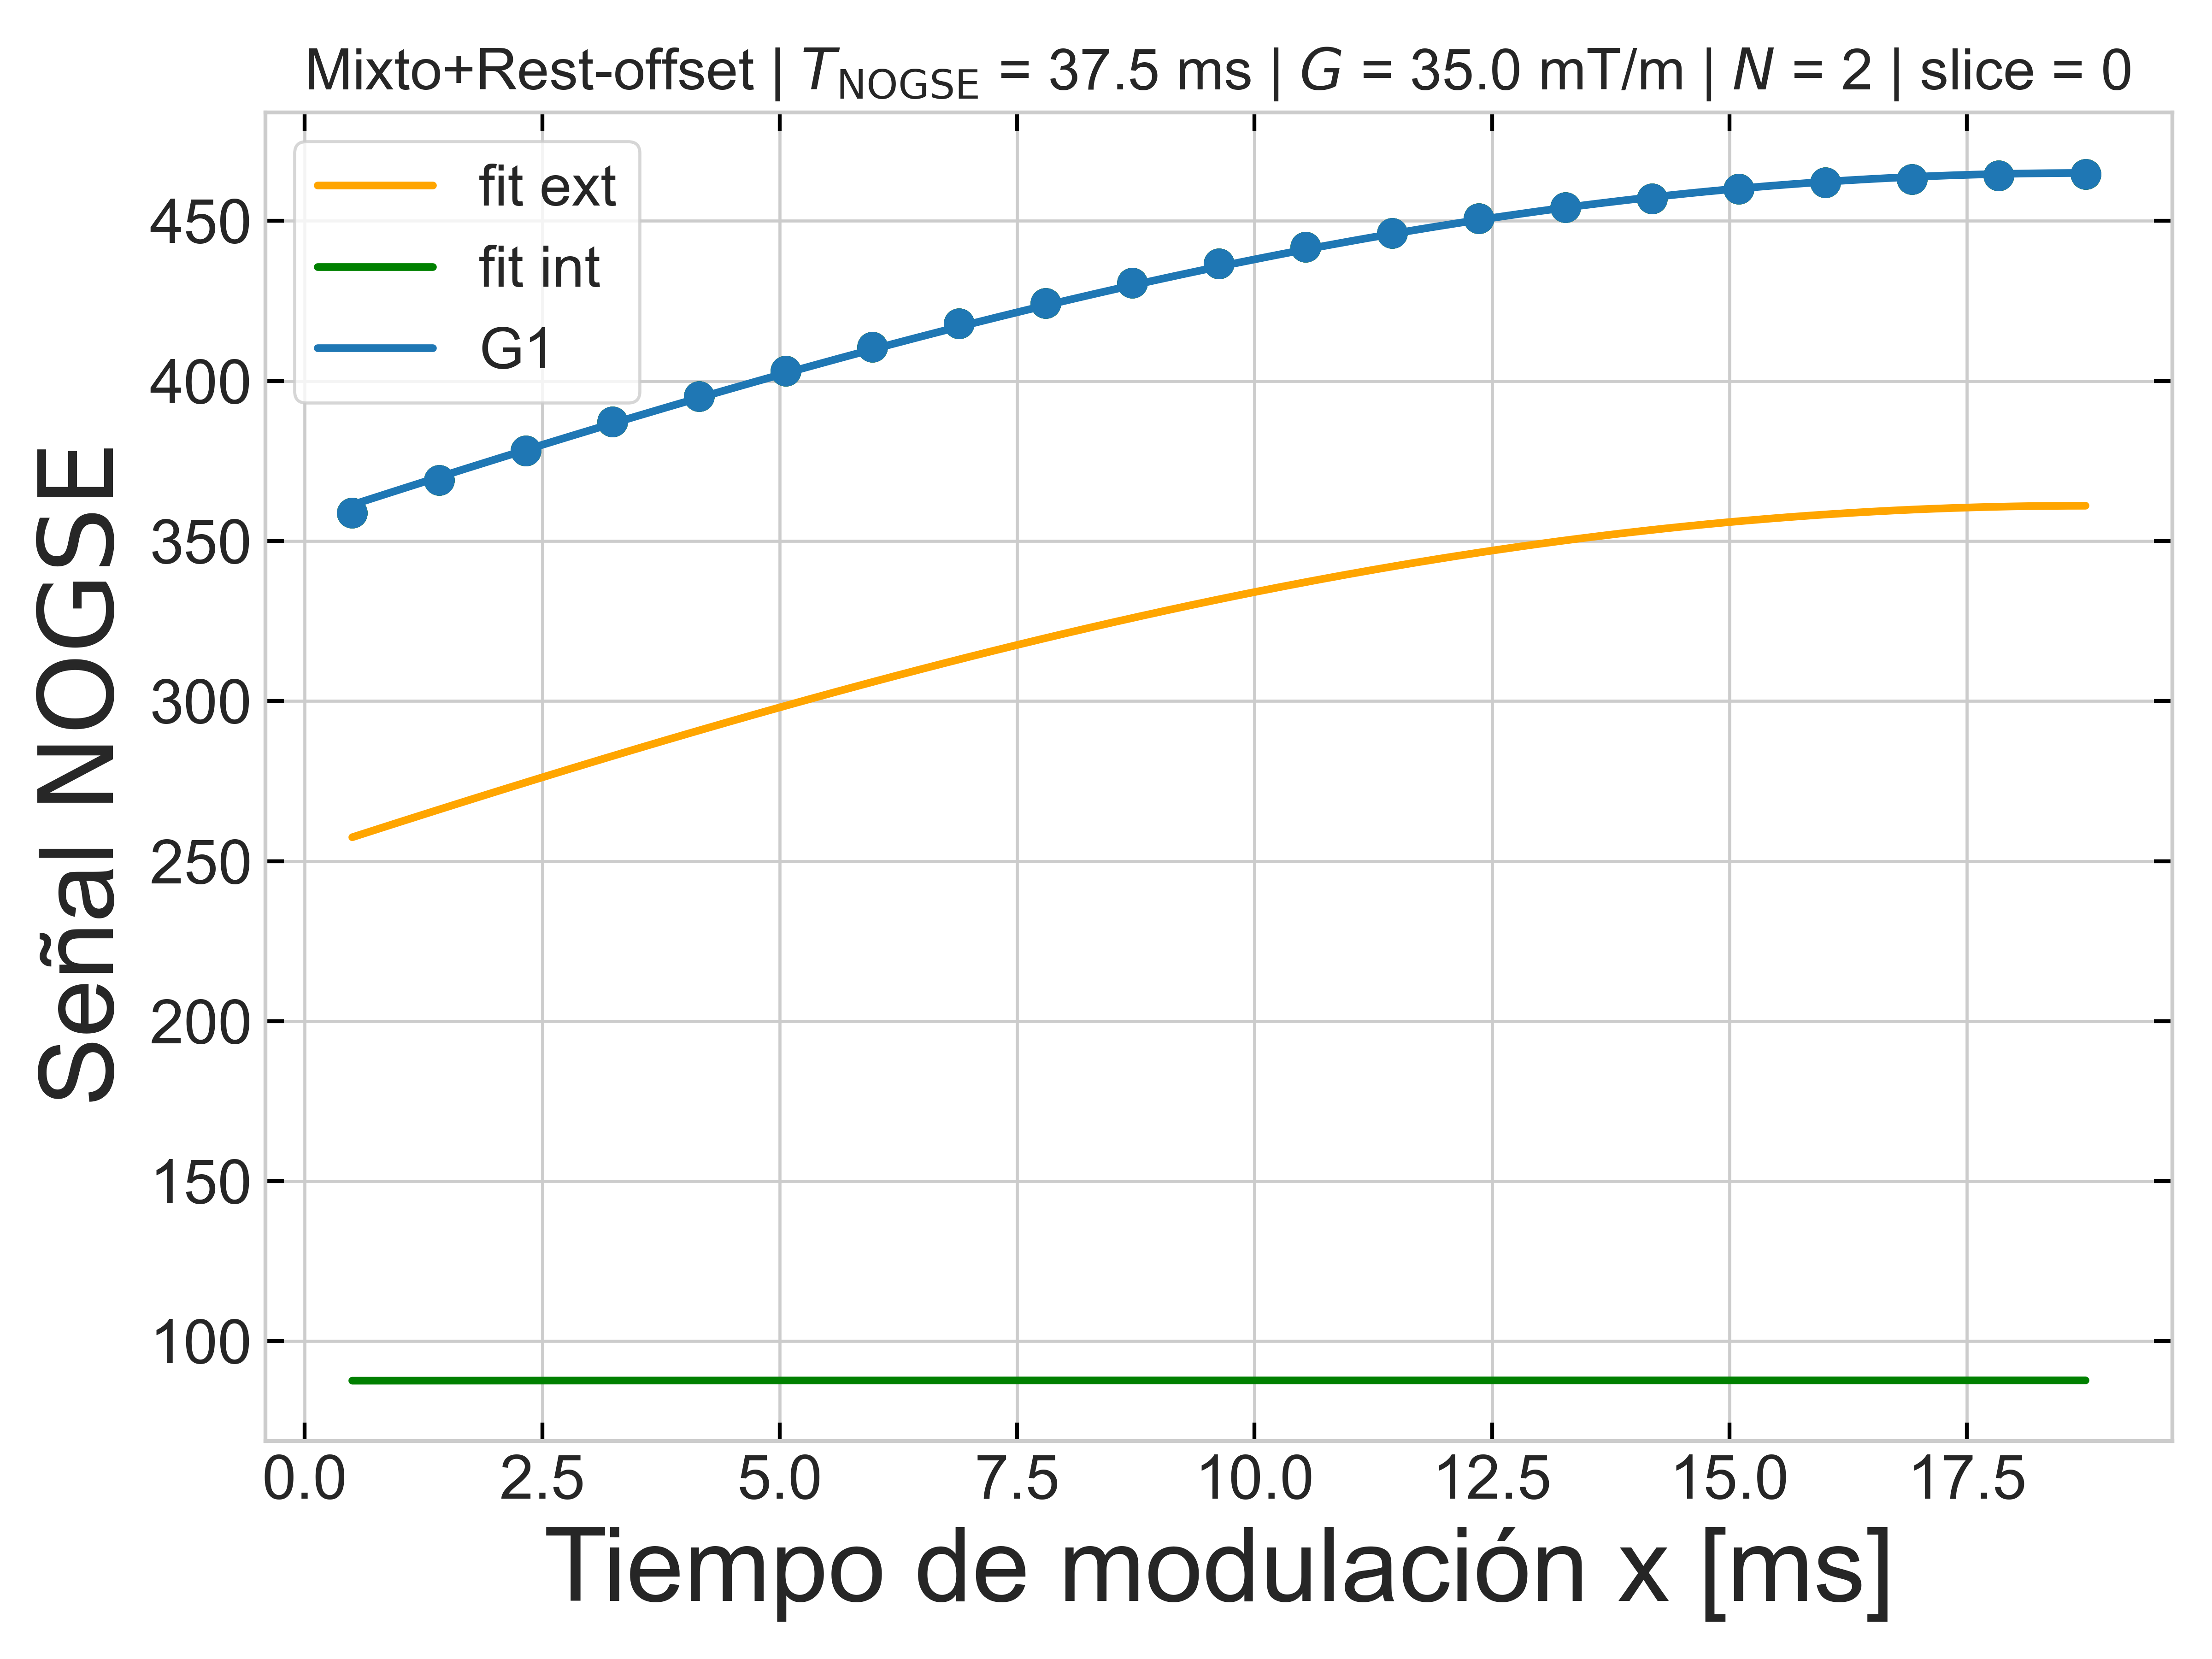 Mixto+Rest-offset | T_NOGSE = 37.5 ms | G = 35.0 mT/m | N = 2 | slice = 0
fit ext
fit int
G1
Señal NOGSE
450
400
350
300
250
200
150
100
0.0 2.5 5.0 7.5 10.0 12.5 15.0 17.5
Tiempo de modulación x [ms]